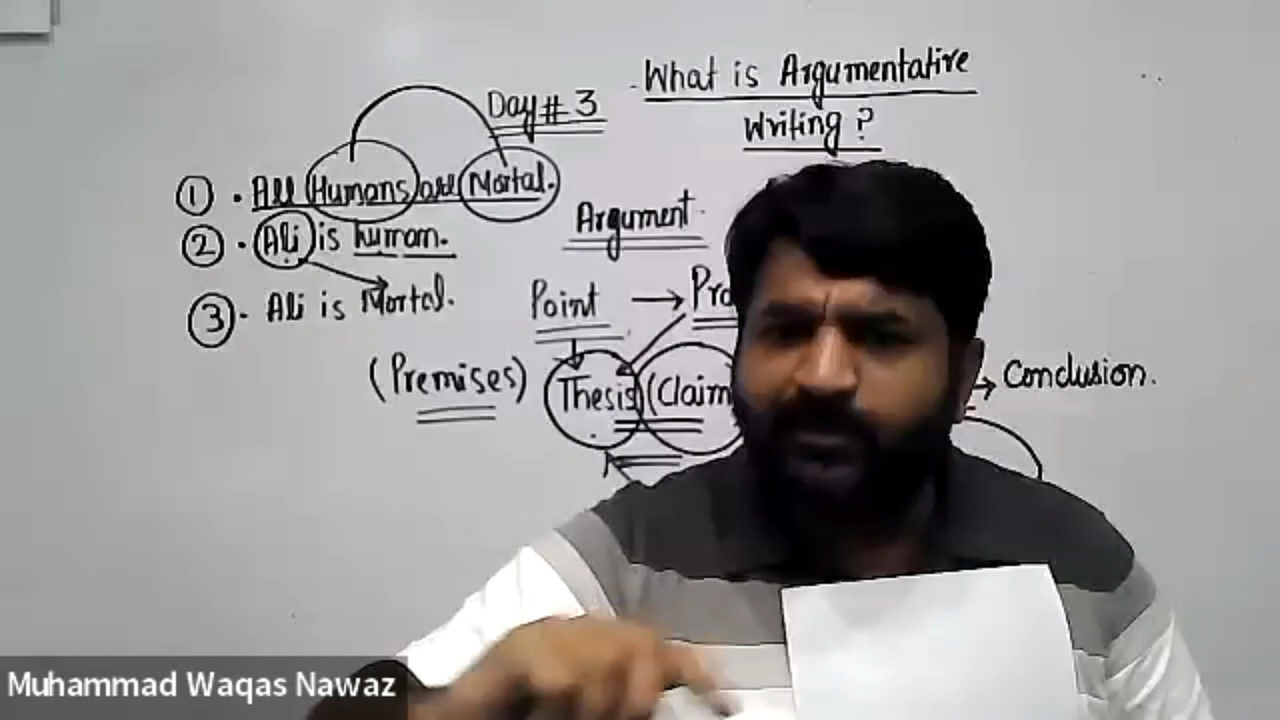 Day # 3
What is Argumentative
Writing ?
① · All Humans are Mortal.
② · Ali is human.
③ · Ali is Mortal.
Argument
Point →
(Premises)
Thesis (Claim
→ Conclusion.
Muhammad Waqas Nawaz